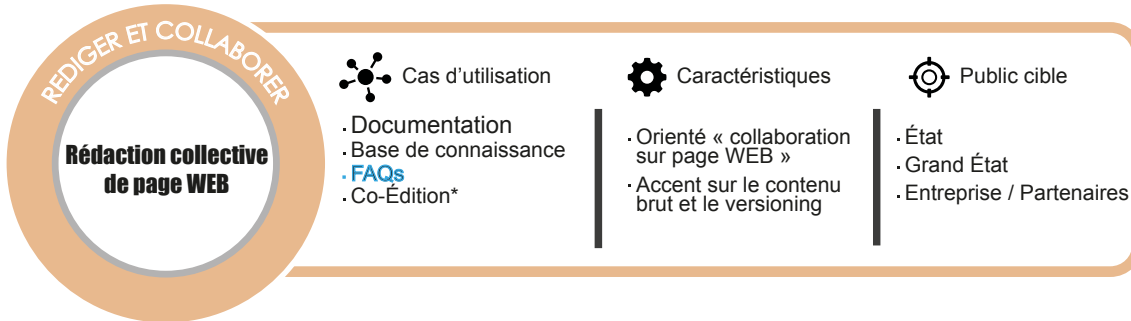 REDIGER ET COLLABORER
Rédaction collective
de page WEB
Cas d'utilisation
. Documentation
. Base de connaissance
. FAQs
. Co-Édition*
Caractéristiques
. Orienté « collaboration
sur page WEB »
. Accent sur le contenu
brut et le versioning
Public cible
. État
. Grand État
. Entreprise / Partenaires